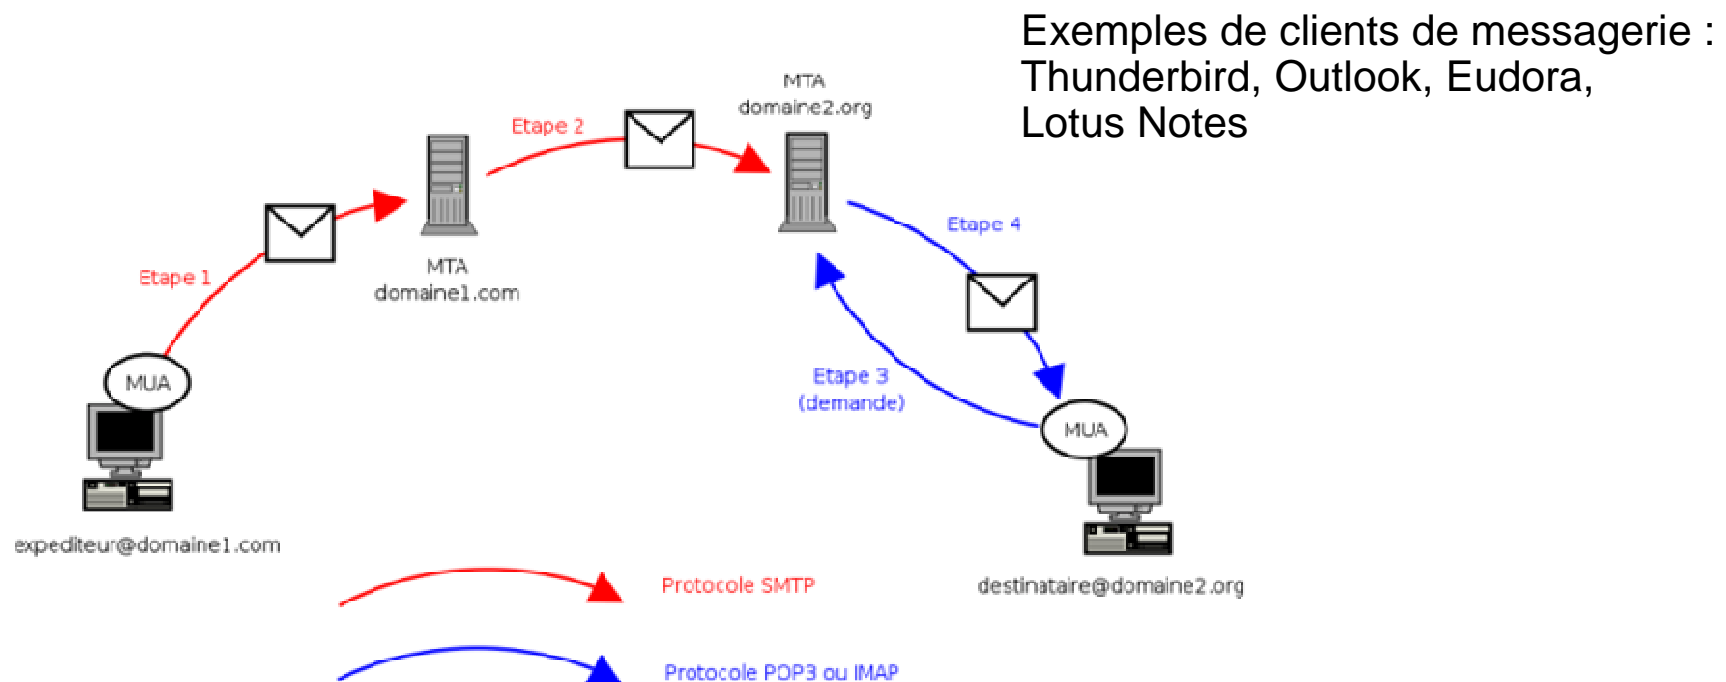 Exemples de clients de messagerie :
Thunderbird, Outlook, Eudora,
Lotus Notes
MTA
domaine2.org
Etape 2
Etape 1
MTA
domaine1.com
Etape 4
Etape 3
(demande)
MUA
MUA
expediteur@domaine1.com
destinataire@domaine2.org
Protocole SMTP
Protocole POP3 ou IMAP